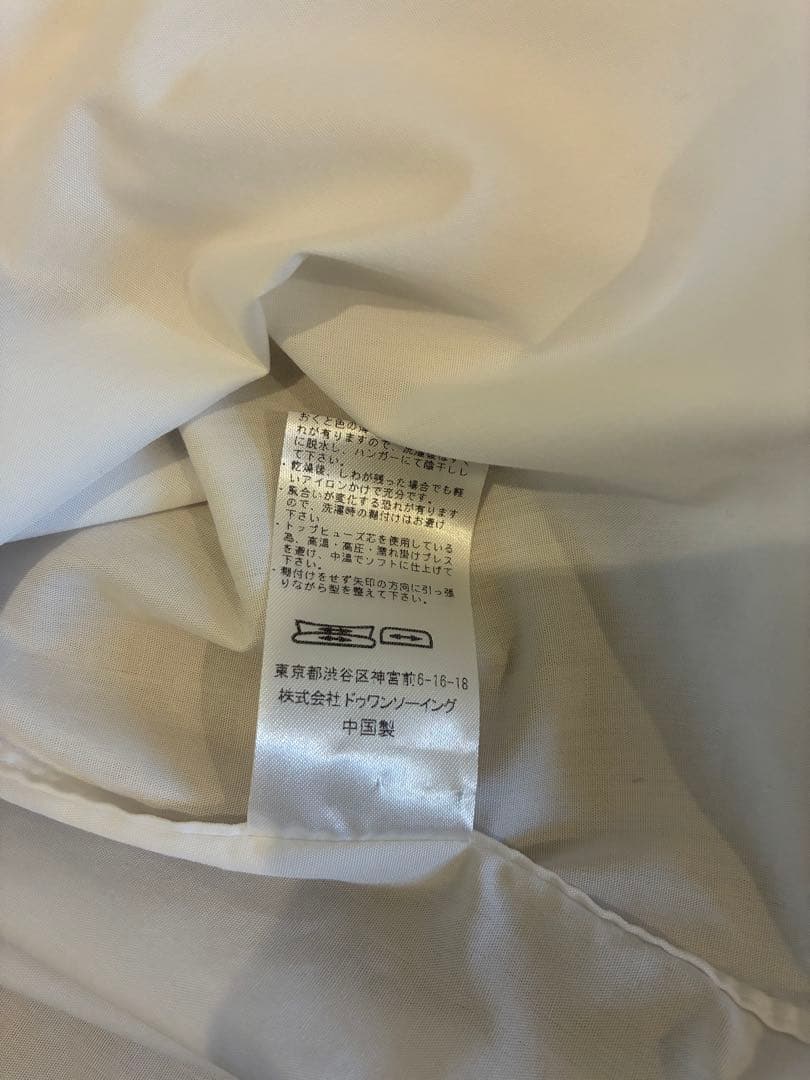 おくと色の
れが有りますので、洗濯後はす
に脱水し、ハンガーにて陰干しし
て下さい。
・乾燥後、しわが残った場合でも軽
いアイロンかけで充分です。
・風合いが変化する恐れが有ります
ので、洗濯時の糊付けはお避け
下さい。
・トップヒューズ芯を使用している
為、高温・高圧・濡れ掛けプレス
を避け、中温でソフトに仕上げて
下さい。
・糊付けをせず矢印の方向に引っ張
りながら型を整えて下さい。
東京都渋谷区神宮前6-16-18
株式会社ドゥワンソーイング
中国製